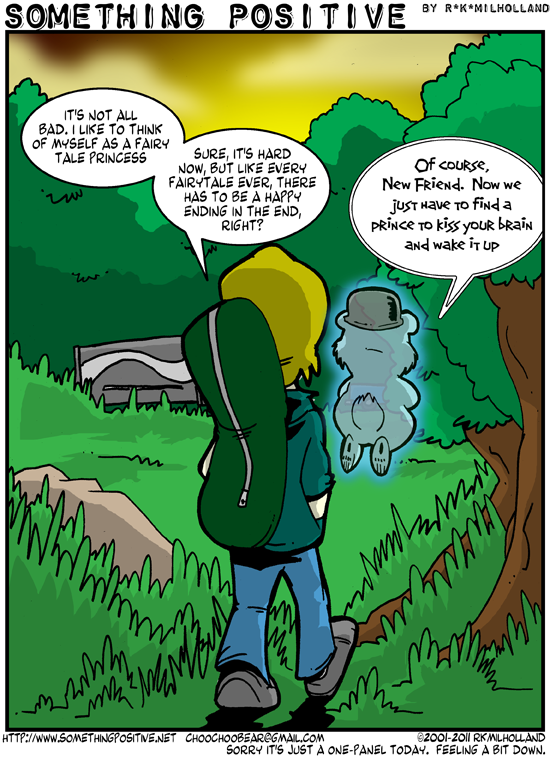 SOMETHING POSITIVE BY R*K*MILHOLLAND
IT'S NOT ALL
BAD. I LIKE TO THINK
OF MYSELF AS A FAIRY
TALE PRINCESS
SURE, IT'S HARD
NOW, BUT LIKE EVERY
FAIRYTALE EVER, THERE
HAS TO BE A HAPPY
ENDING IN THE END,
RIGHT?
Of course,
New Friend. Now we
just have to find a
prince to kiss your brain
and wake it up
HTTP://WWW.SOMETHINGPOSITIVE.NET CHOOCHOOBEAR@GMAIL.COM ©2001-2011 RKMILHOLLAND
SORRY IT'S JUST A ONE-PANEL TODAY. FEELING A BIT DOWN.